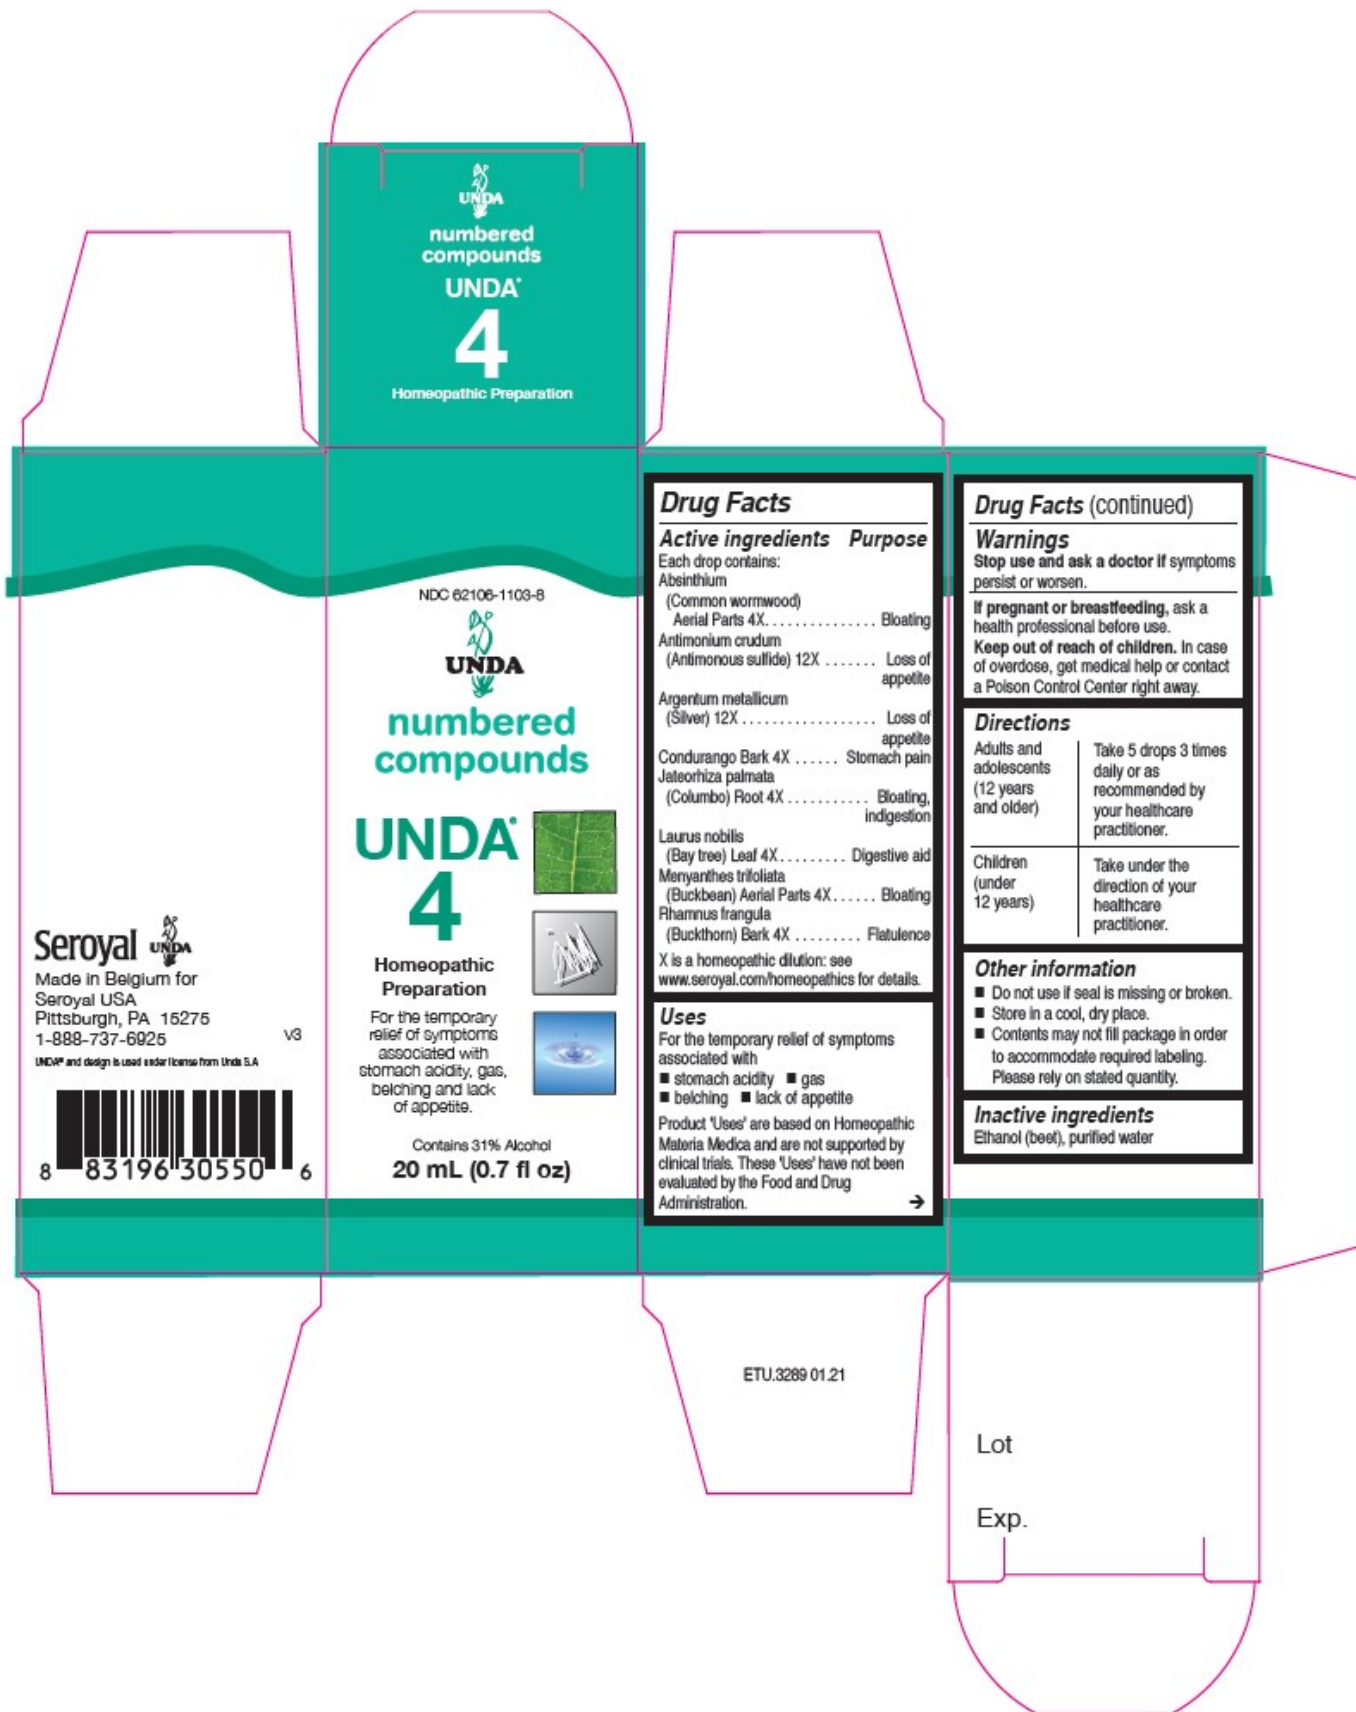 UNDA
numbered
compounds
UNDA®
4
Homeopathic Preparation
Seroyal UNDA
Made in Belgium for
Seroyal USA
Pittsburgh, PA 15275
1-888-737-6925
V3
UNDA® and design is used under license from Unda S.A
8 83196 30550 6
NDC 62106-1103-8
UNDA
numbered
compounds
UNDA®
4
Homeopathic
Preparation
For the temporary
relief of symptoms
associated with
stomach acidity, gas,
belching and lack
of appetite.
Contains 31% Alcohol
20 mL (0.7 fl oz)
Drug Facts
Active ingredients Purpose
Each drop contains:
Absinthium
(Common wormwood)
Aerial Parts 4X............... Bloating
Antimonium crudum
(Antimonous sulfide) 12X ....... Loss of
appetite
Argentum metallicum
(Silver) 12X.................. Loss of
appetite
Condurango Bark 4X ...... Stomach pain
Jateorhiza palmata
(Columbo) Root 4X ........... Bloating,
indigestion
Laurus nobilis
(Bay tree) Leaf 4X......... Digestive aid
Menyanthes trifoliata
(Buckbean) Aerial Parts 4X...... Bloating
Rhamnus frangula
(Buckthorn) Bark 4X ......... Flatulence
X is a homeopathic dilution: see
www.seroyal.com/homeopathics for details.
Uses
For the temporary relief of symptoms
associated with
■ stomach acidity ■ gas
■ belching ■ lack of appetite
Product 'Uses' are based on Homeopathic
Materia Medica and are not supported by
clinical trials. These 'Uses' have not been
evaluated by the Food and Drug
Administration. →
Drug Facts (continued)
Warnings
Stop use and ask a doctor if symptoms
persist or worsen.
If pregnant or breastfeeding, ask a
health professional before use.
Keep out of reach of children. In case
of overdose, get medical help or contact
a Poison Control Center right away.
Directions
Adults and
adolescents
(12 years
and older)
Take 5 drops 3 times
daily or as
recommended by
your healthcare
practitioner.
Children
(under
12 years)
Take under the
direction of your
healthcare
practitioner.
Other information
■ Do not use if seal is missing or broken.
■ Store in a cool, dry place.
■ Contents may not fill package in order
to accommodate required labeling.
Please rely on stated quantity.
Inactive ingredients
Ethanol (beet), purified water
ETU.3289 01.21
Lot
Exp.